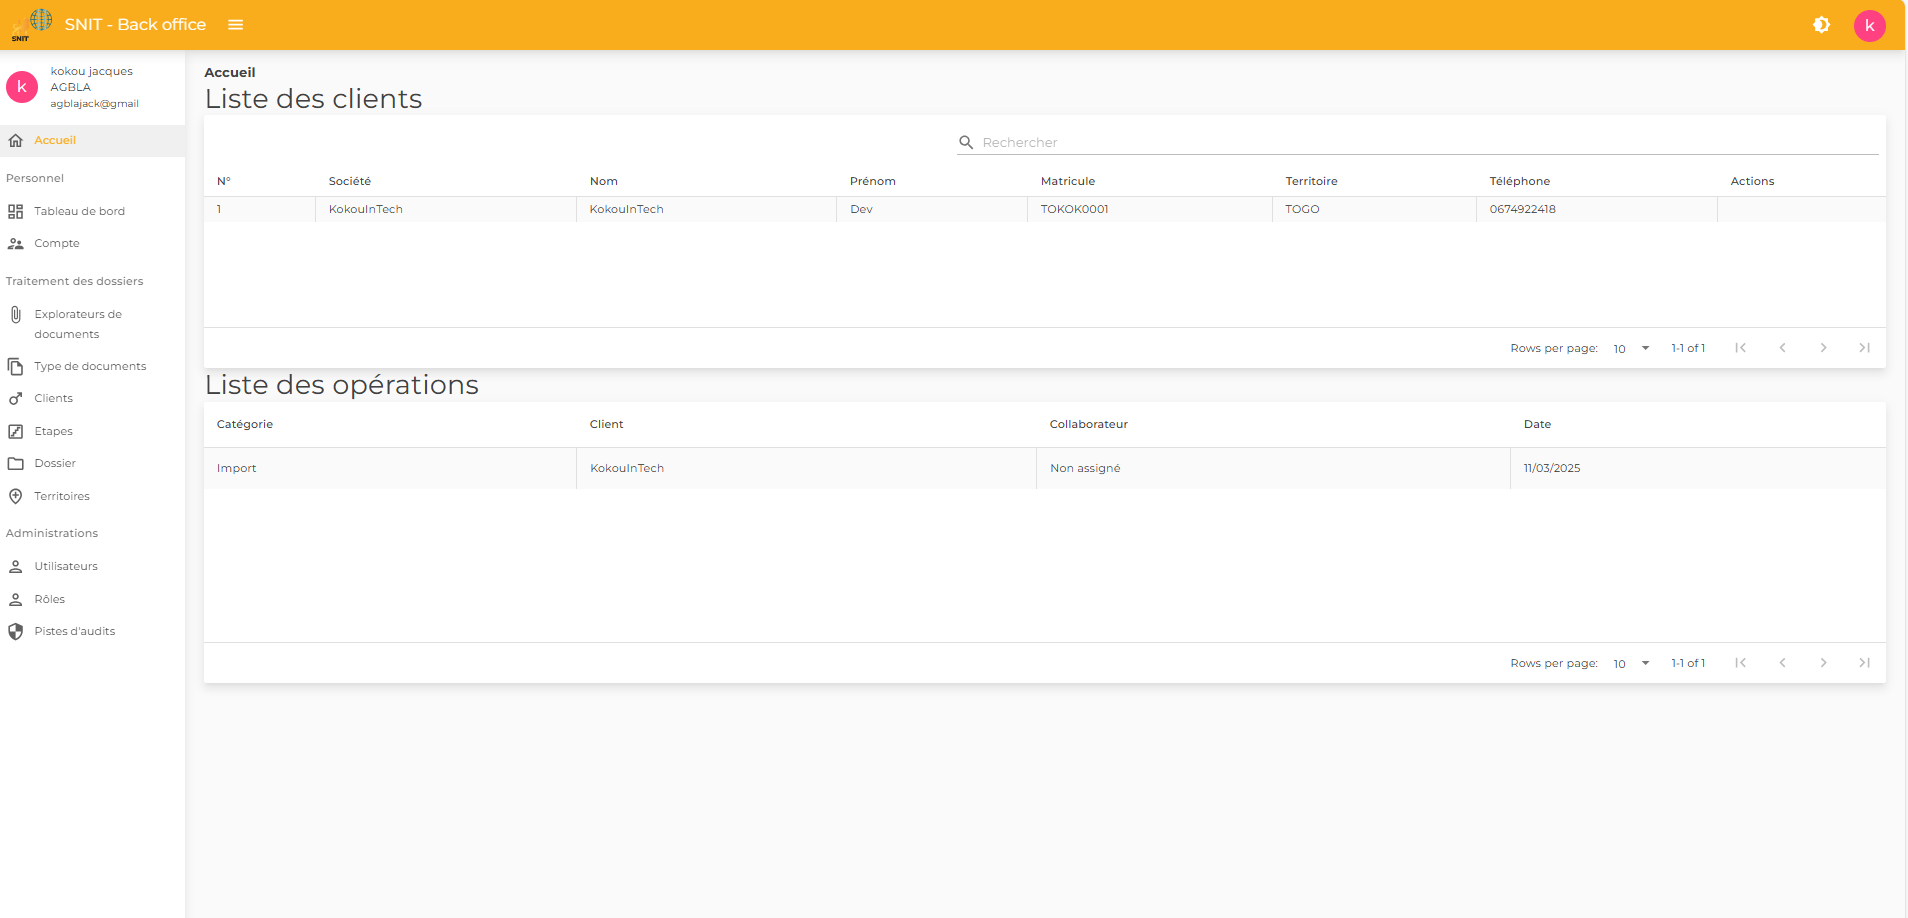 SNIT
SNIT - Back office
k
k
kokou jacques
AGBLA
agblajack@gmail
Accueil
Personnel
Tableau de bord
Compte
Traitement des dossiers
Explorateurs de
documents
Type de documents
Clients
Etapes
Dossier
Territoires
Administrations
Utilisateurs
Rôles
Pistes d'audits
Accueil
Liste des clients
Rechercher
N° Société Nom Prénom Matricule Territoire Téléphone Actions
1 KokouInTech KokouInTech Dev TOKOK0001 TOGO 0674922418
Rows per page: 10 1-1 of 1
Liste des opérations
Catégorie Client Collaborateur Date
Import KokouInTech Non assigné 11/03/2025
Rows per page: 10 1-1 of 1